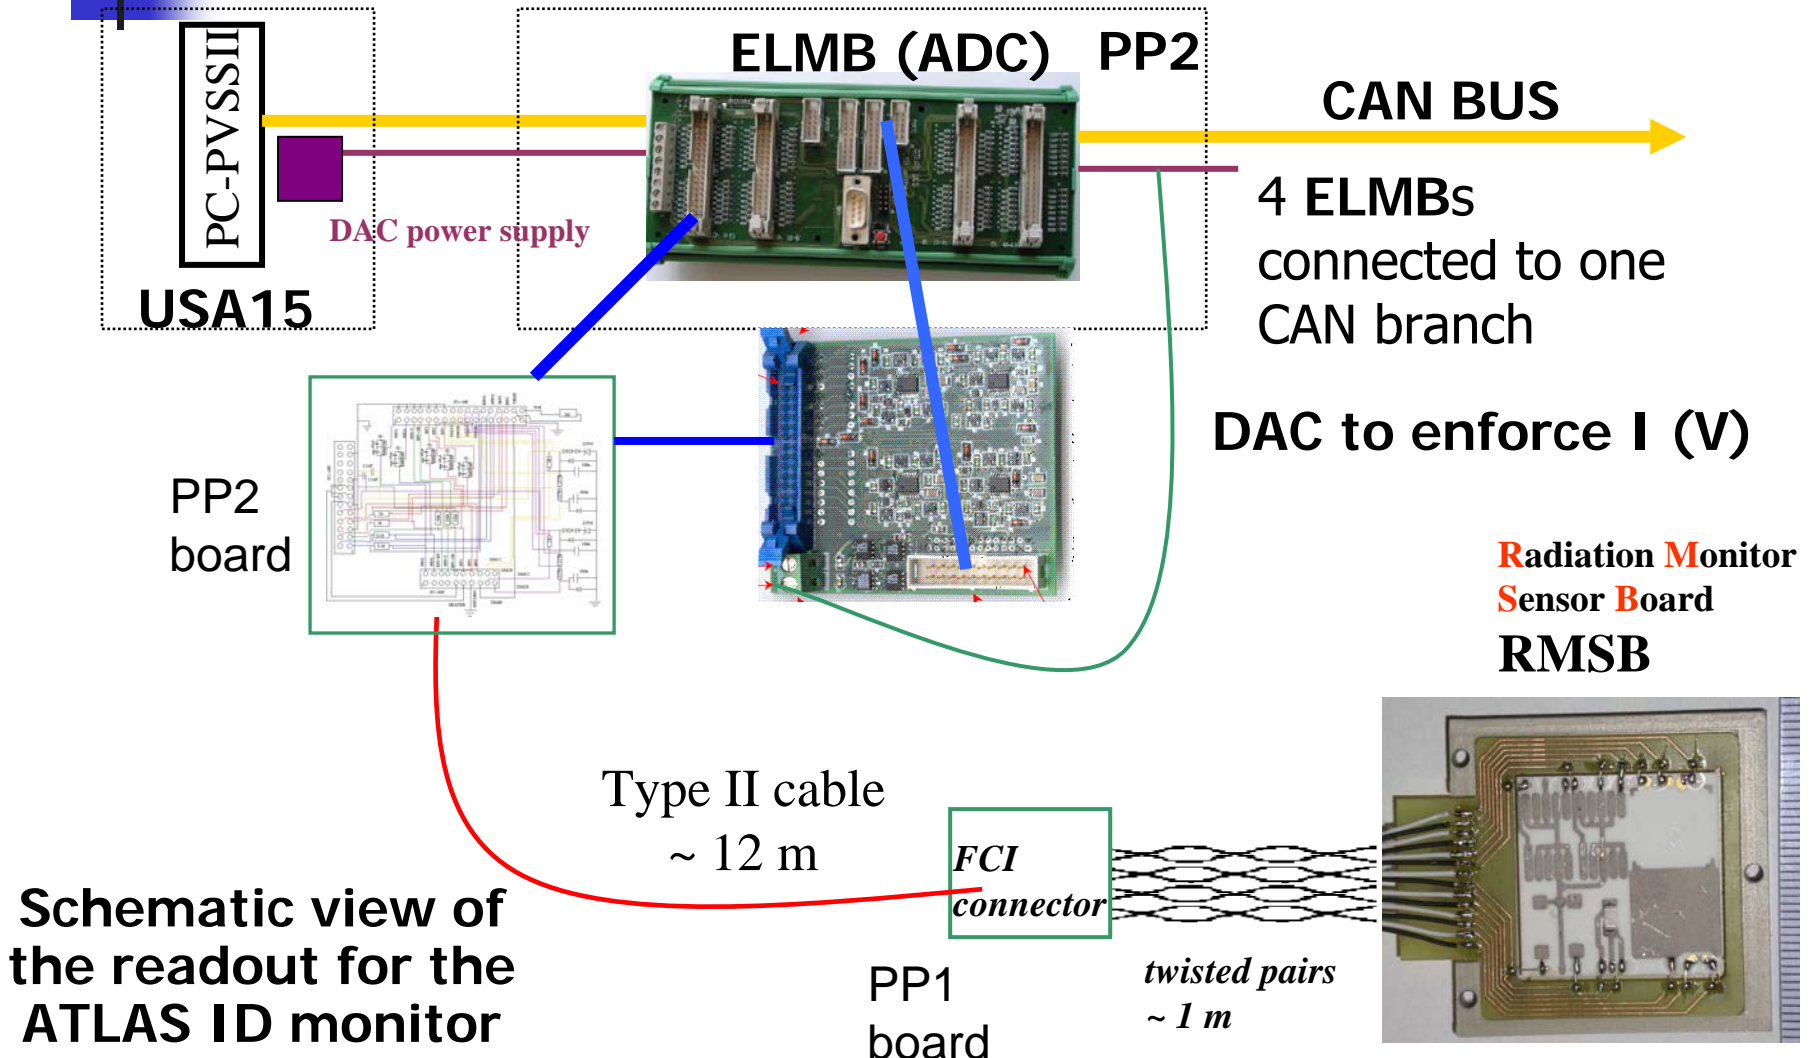 PC-PVSSII
ELMB (ADC)
PP2
CAN BUS
DAC power supply
USA15
4 ELMBs
connected to one
CAN branch
DAC to enforce I (V)
PP2
board
Radiation Monitor
Sensor Board
RMSB
Type II cable
~ 12 m
FCI
connector
Schematic view of
the readout for the
ATLAS ID monitor
PP1
board
twisted pairs
~ 1 m